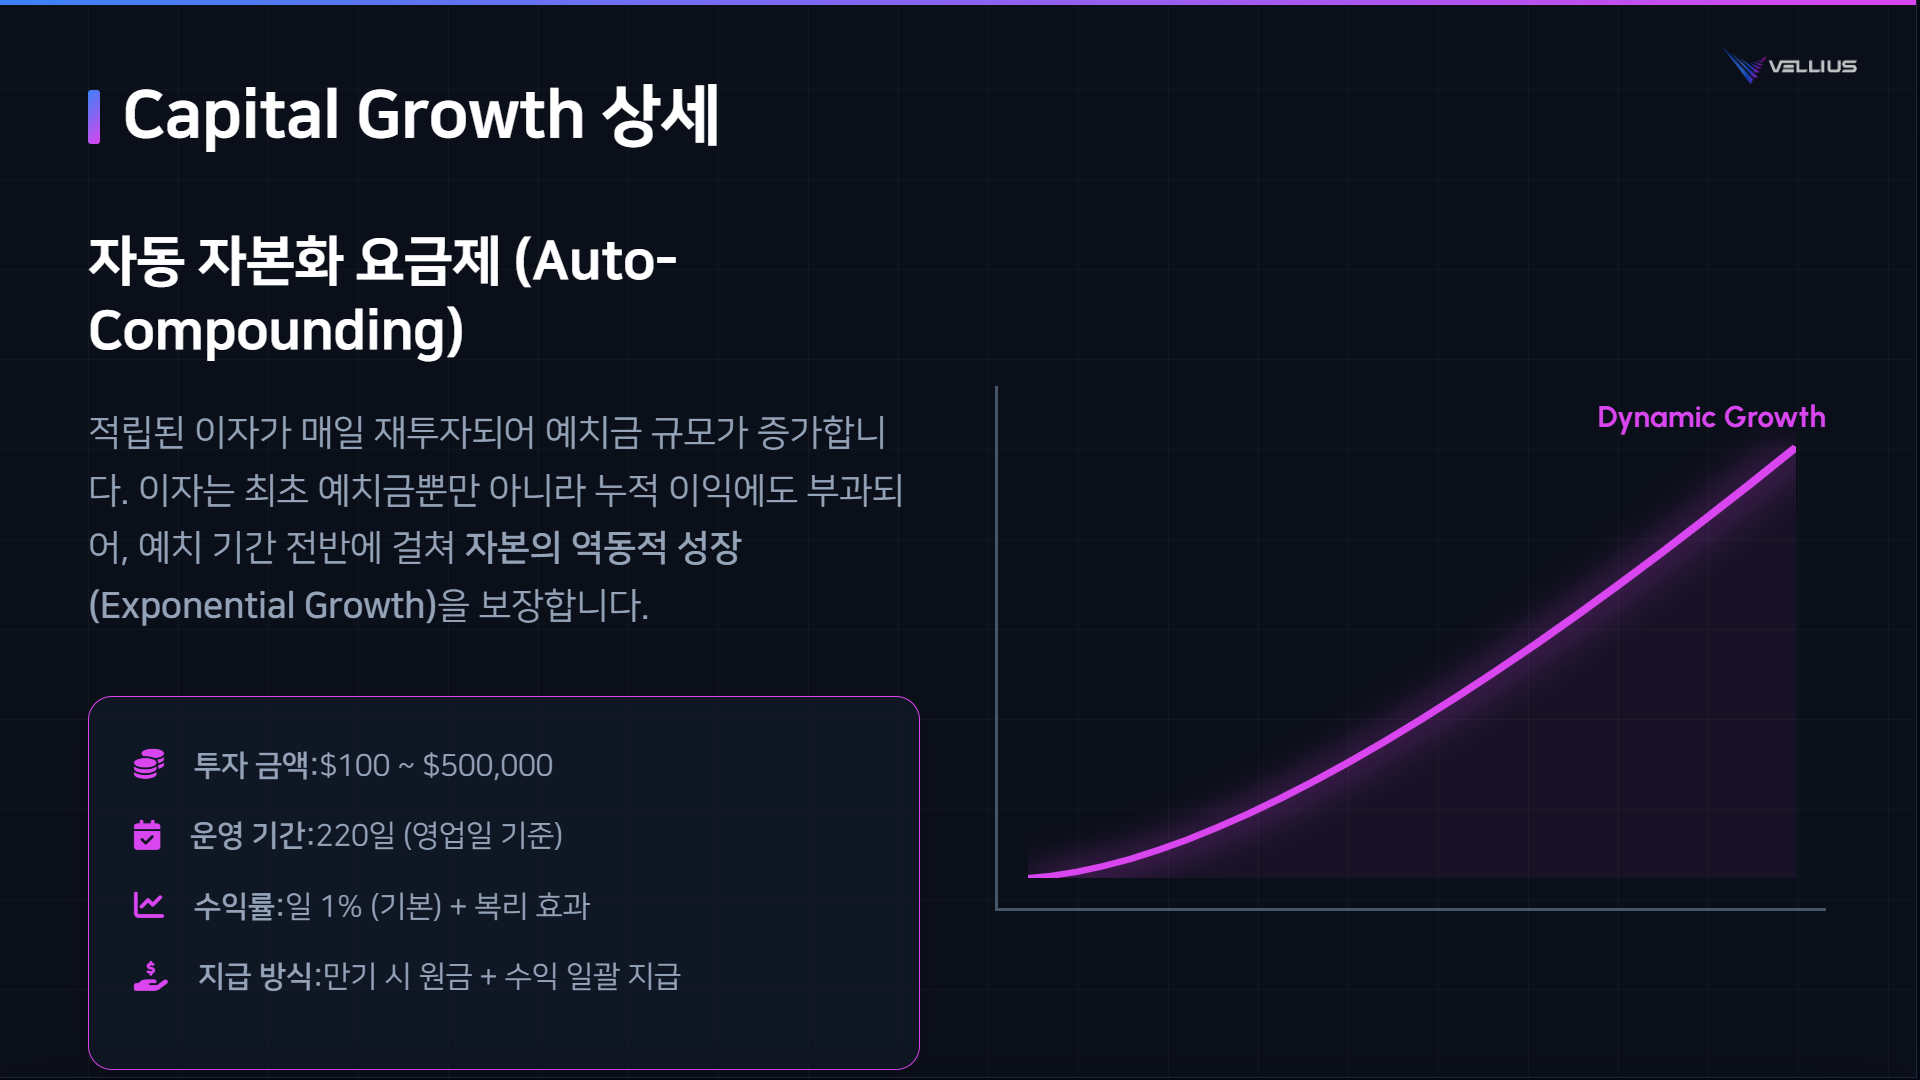 VELLIUS
Capital Growth 상세
자동 자본화 요금제 (Auto-
Compounding)
적립된 이자가 매일 재투자되어 예치금 규모가 증가합니
다. 이자는 최초 예치금뿐만 아니라 누적 이익에도 부과되
어, 예치 기간 전반에 걸쳐 자본의 역동적 성장
(Exponential Growth)을 보장합니다.
투자 금액:$100 ~ $500,000
운영 기간:220일 (영업일 기준)
수익률:일 1% (기본) + 복리 효과
지급 방식:만기 시 원금 + 수익 일괄 지급
Dynamic Growth